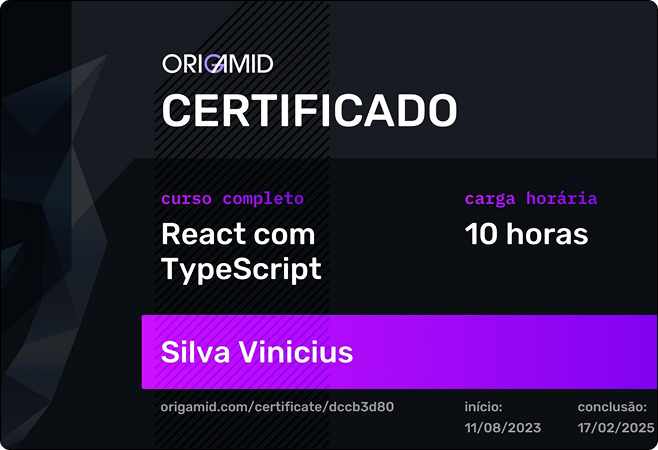 ORIGAMID
CERTIFICADO
curso completo
React com
TypeScript
carga horária
10 horas
Silva Vinicius
origamid.com/certificate/dccb3d80
início:
11/08/2023
conclusão:
17/02/2025